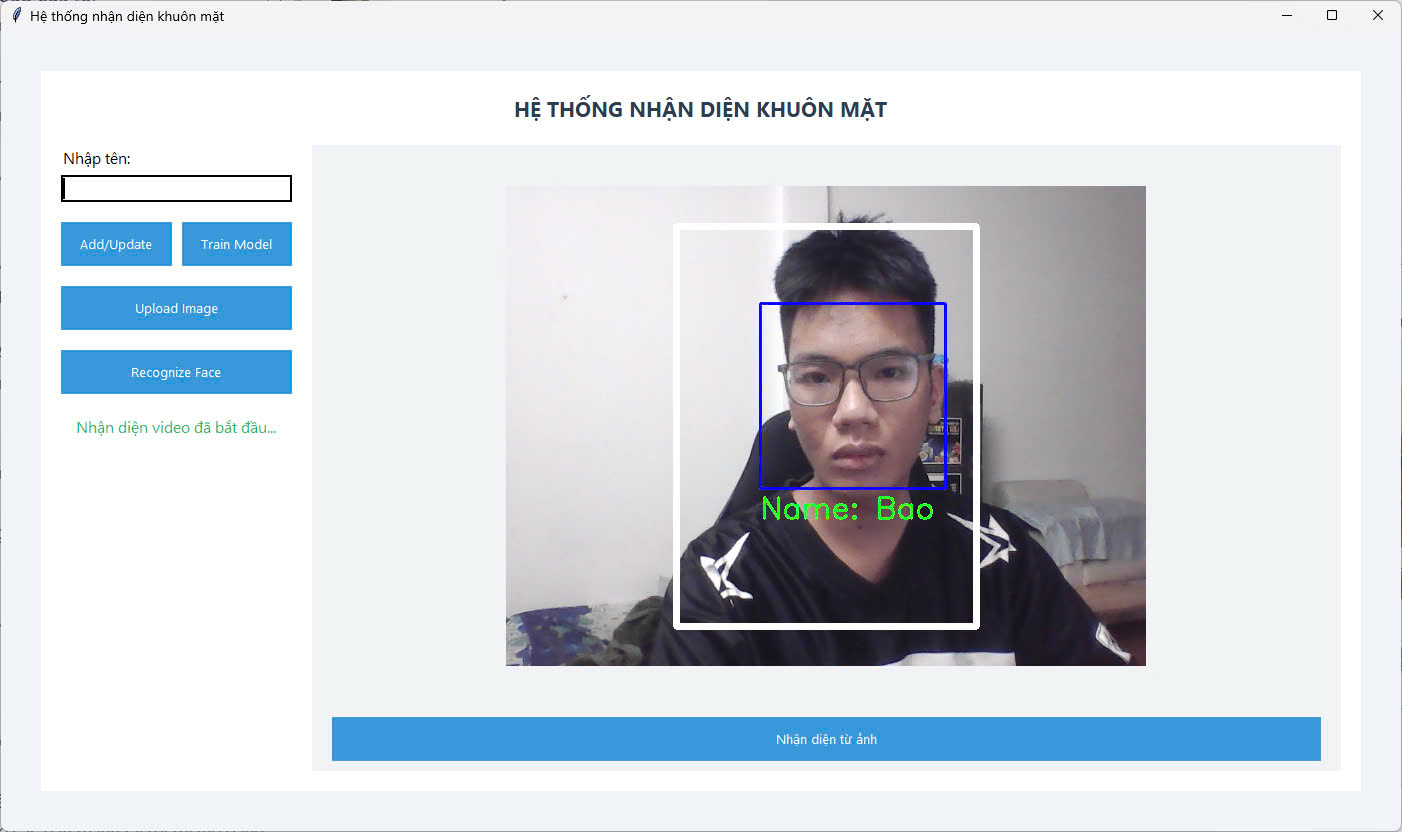 Hệ thống nhận diện khuôn mặt
HỆ THỐNG NHẬN DIỆN KHUÔN MẶT
Nhập tên:
Add/Update
Train Model
Upload Image
Recognize Face
Nhận diện video đã bắt đầu...
Name: Bao
Nhận diện từ ảnh